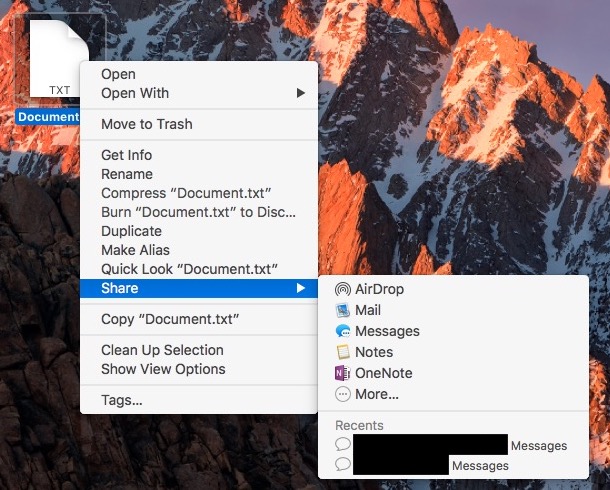 TXT
Document
Open
Open With
Move to Trash
Get Info
Rename
Compress “Document.txt”
Burn “Document.txt” to Disc...
Duplicate
Make Alias
Quick Look “Document.txt”
Share
Copy “Document.txt”
Clean Up Selection
Show View Options
Tags...
AirDrop
Mail
Messages
Notes
OneNote
More...
Recents
Messages
Messages